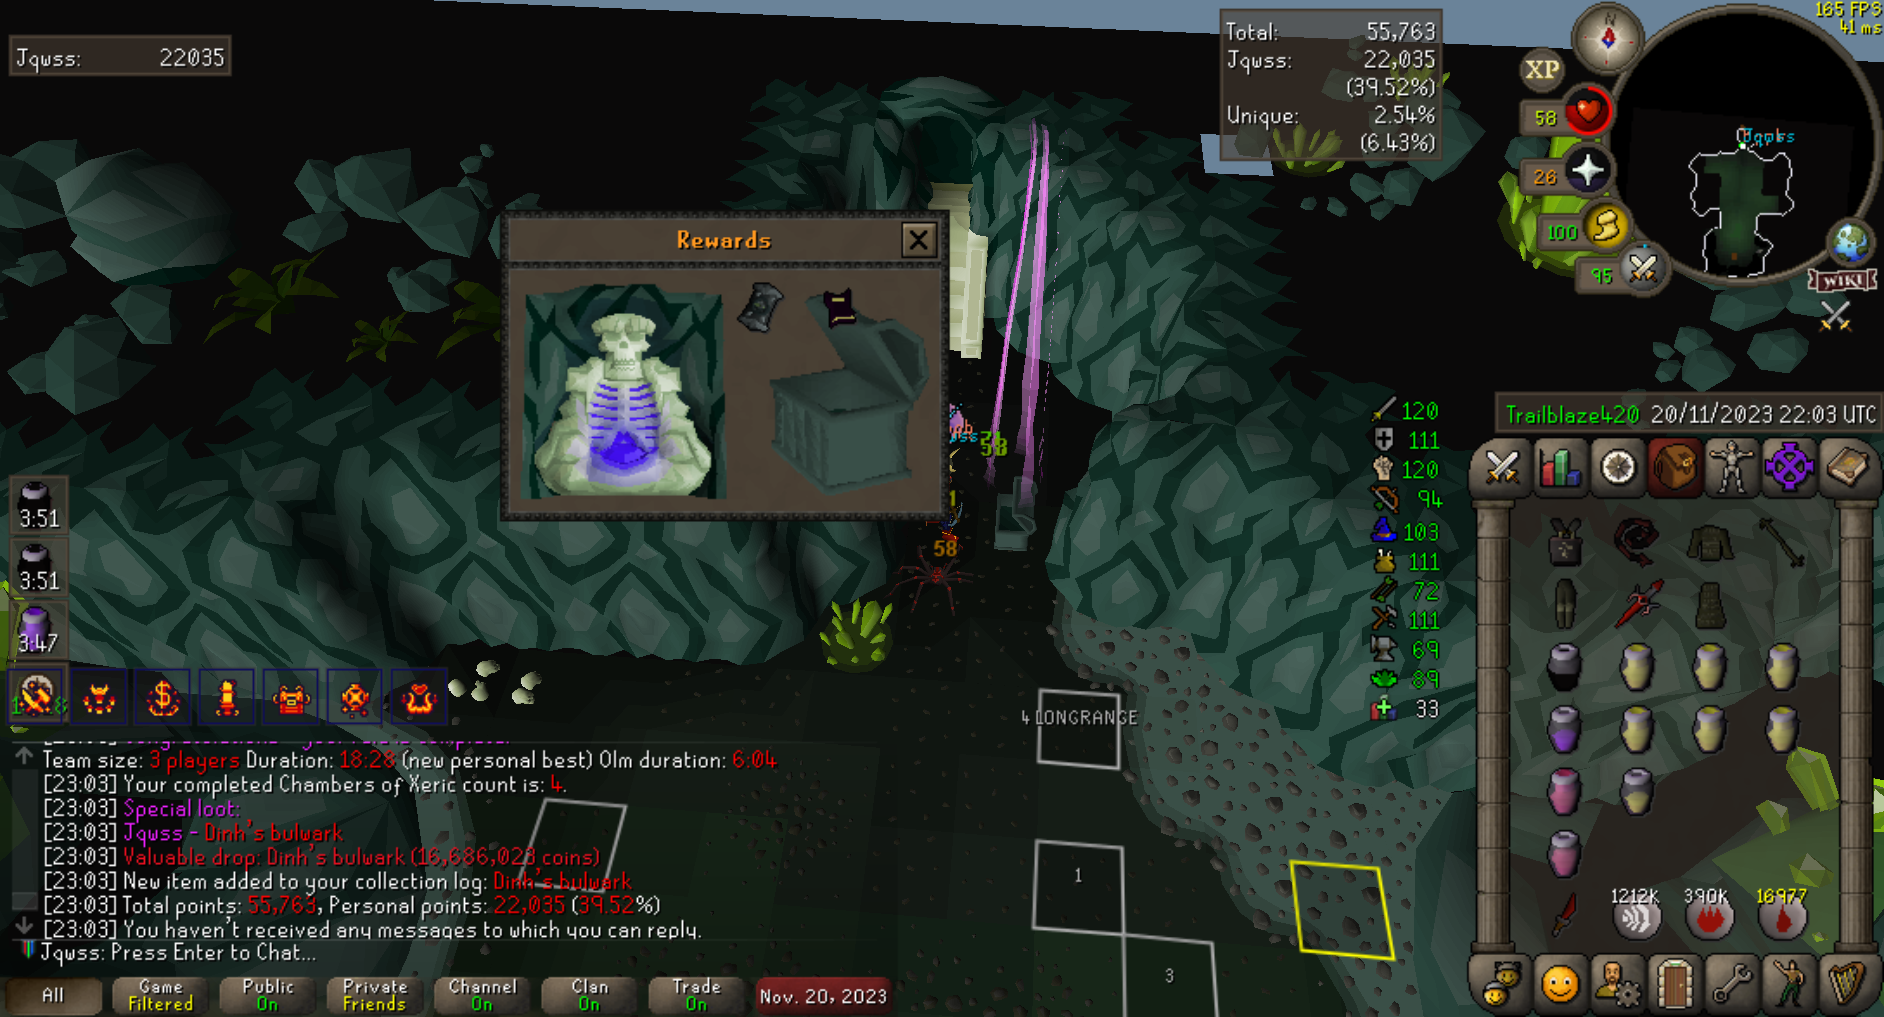 Jqwss: 22035
Total: 55,763
Jqwss: 22,035
(39.52%)
Unique: 2.54%
(6.43%)
165 FPS
41 ms
N
XP
58
26
100
95
Jqwss
WIKI
Rewards
58
58
Trailblaze420 20/11/2023 22:03 UTC
120
111
120
94
103
111
72
111
69
89
33
3:51
3:51
3:47
4 LONGRANGE
1
3
1212K
390K
16977
Team size: 3 players Duration: 18:28 (new personal best) Olm duration: 6:04
[23:03] Your completed Chambers of Xeric count is: 4.
[23:03] Special loot:
[23:03] Jqwss - Dinh's bulwark
[23:03] Valuable drop: Dinh's bulwark (16,686,023 coins)
[23:03] New item added to your collection log: Dinh's bulwark
[23:03] Total points: 55,763, Personal points: 22,035 (39.52%)
[23:03] You haven't received any messages to which you can reply.
Jqwss: Press Enter to Chat...
All
Game
Filtered
Public
On
Private
Friends
Channel
On
Clan
On
Trade
On
Nov. 20, 2023